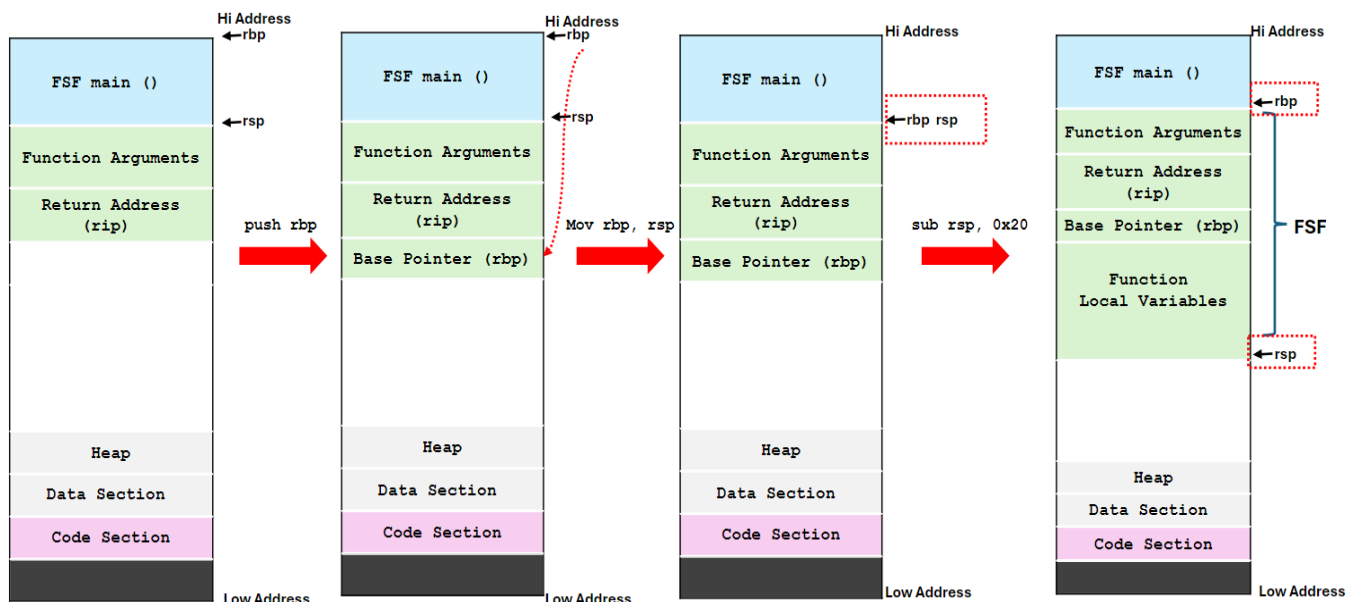 Hi Address
rbp
FSF main ()
rsp
Function Arguments
Return Address
(rip)
Heap
Data Section
Code Section
Low Address
push rbp
Hi Address
rbp
FSF main ()
rsp
Function Arguments
Return Address
(rip)
Base Pointer (rbp)
Heap
Data Section
Code Section
Low Address
Mov rbp, rsp
Hi Address
FSF main ()
rbp rsp
Function Arguments
Return Address
(rip)
Base Pointer (rbp)
Heap
Data Section
Code Section
Low Address
sub rsp, 0x20
Hi Address
FSF main ()
rbp
Function Arguments
Return Address
(rip)
Base Pointer (rbp)
FSF
Function
Local Variables
rsp
Heap
Data Section
Code Section
Low Address